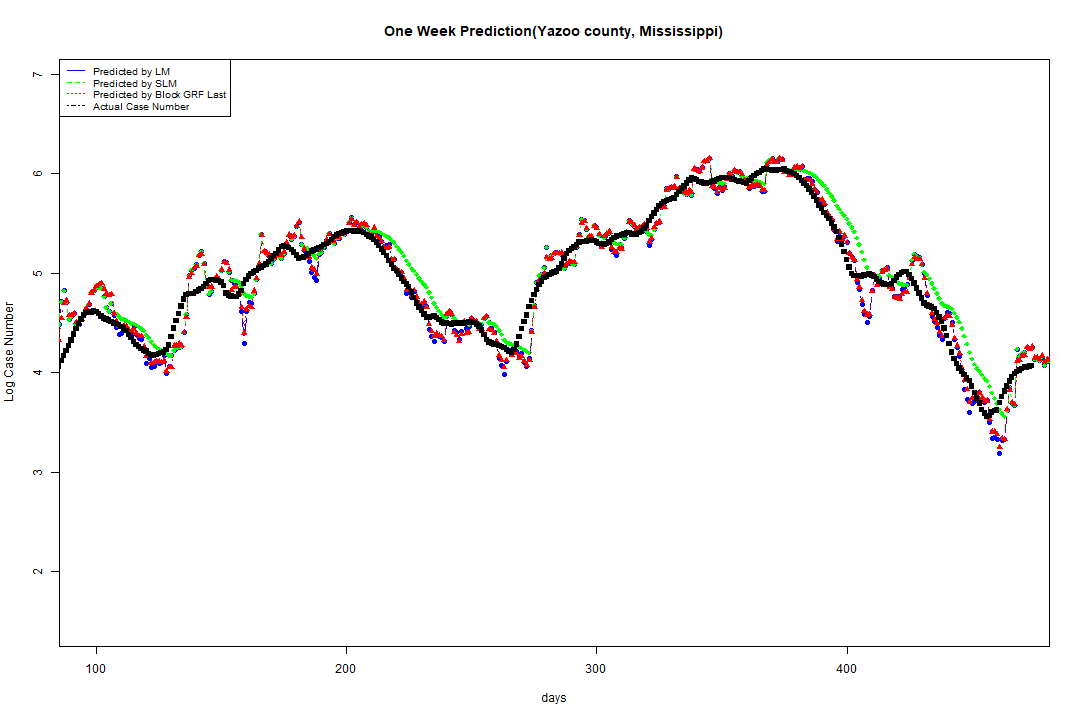 One Week Prediction(Yazoo county, Mississippi)
Predicted by LM
Predicted by SLM
Predicted by Block GRF Last
Actual Case Number
7
6
5
4
3
2
Log Case Number
100
200
300
400
days